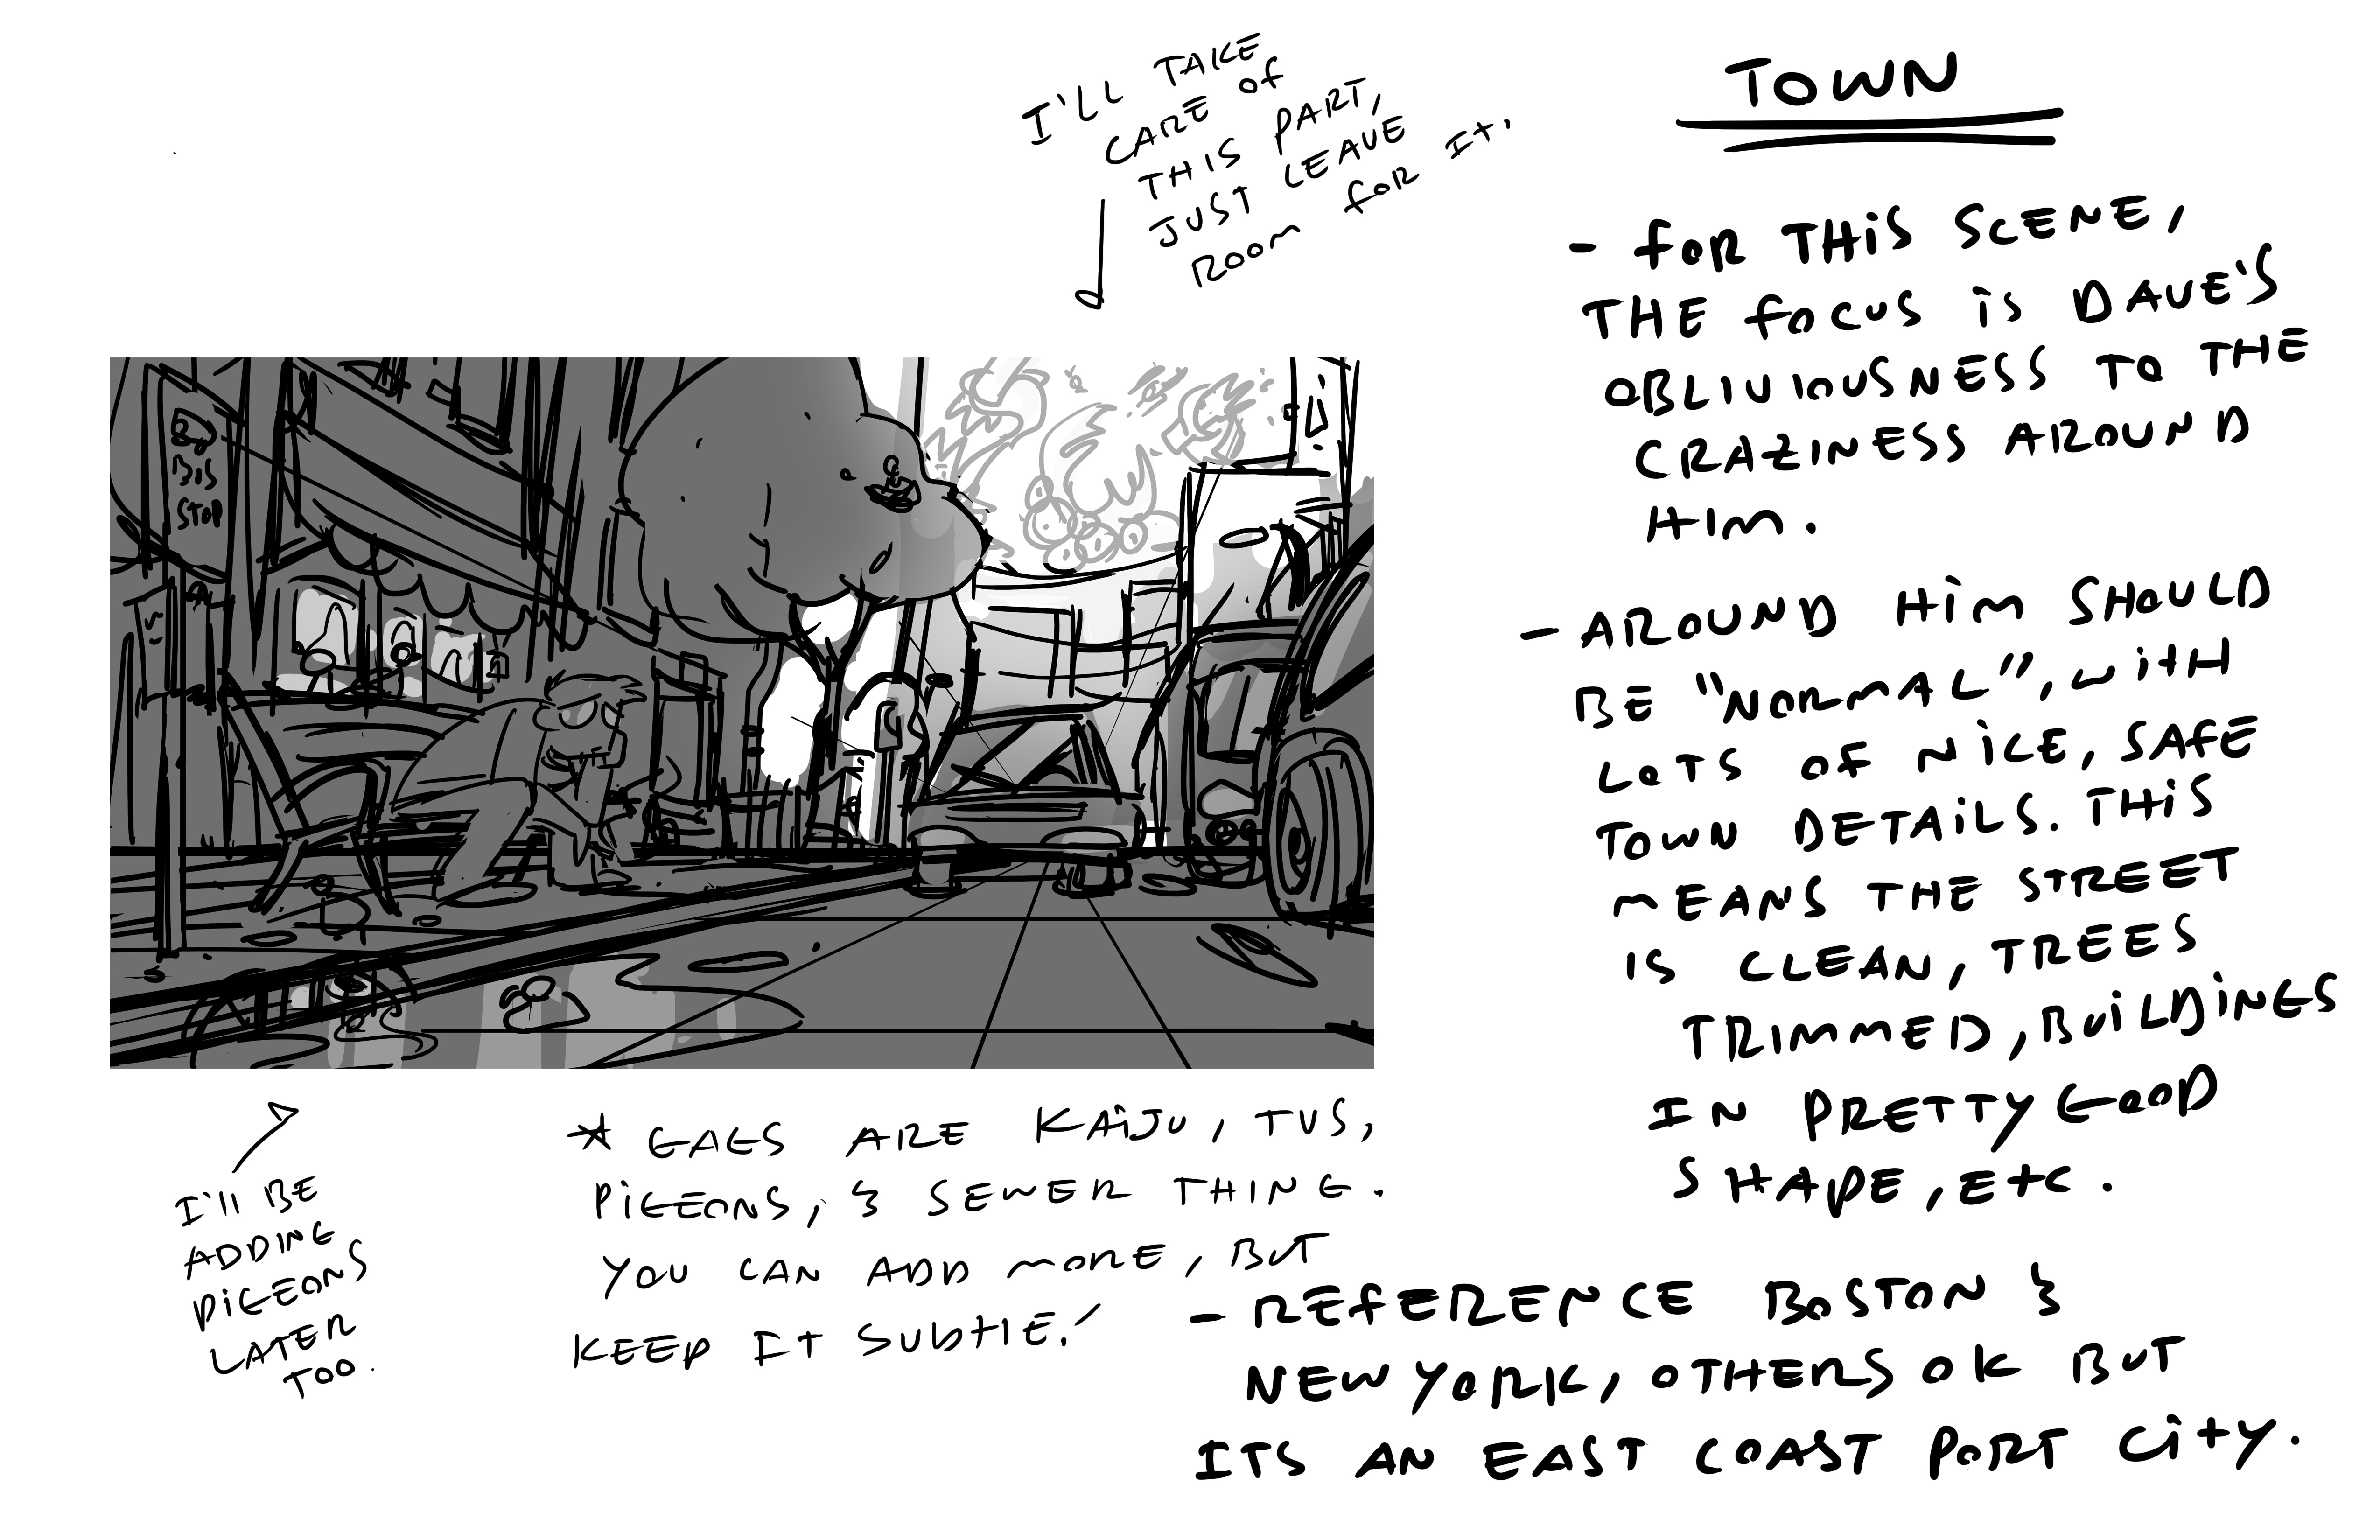 I'LL TAKE
CARE of
THIS PART,
JUST LEAVE
ROOM for It.
TOWN
- foR THiS SCENE,
THE focus is DAVE'S
OBLIVIOUSNESS TO THE
CRAZINESS AROUND
HIM.
- AROUND HiM SHOULD
BE "NORMAL", with
LOTS OF NiCE, SAfE
TOWN DETAiLS. THiS
MEANS THE STREET
IS CLEAN, TREES
TRIMMED, BUiLDiNGS
IN PRETTY GOOD
SHAPE, Etc.
- REfERENCE BOSTON &
NEW YORK, OTHERS OK BUT
ITS AN EAST COAST PORT CitY.
BUS
STOP
I'll BE
ADDING
PiGEONS
LATER
TOO.
* GAGS ARE KAiJU, TVS,
PiGEONS, & SEWER THING.
YOU CAN ADD MORE, BUT
KEEP It SUbtlE!